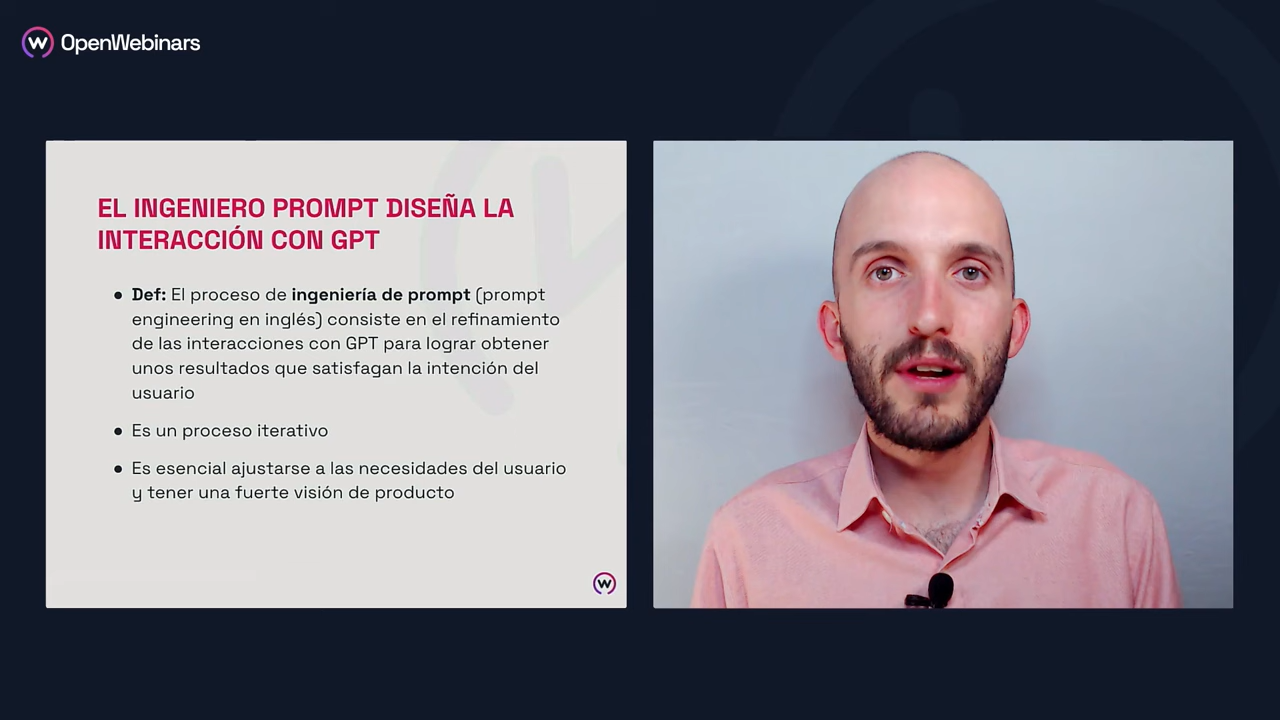 OpenWebinars
EL INGENIERO PROMPT DISEÑA LA
INTERACCIÓN CON GPT
● Def: El proceso de ingeniería de prompt (prompt
engineering en inglés) consiste en el refinamiento
de las interacciones con GPT para lograr obtener
unos resultados que satisfagan la intención del
usuario
● Es un proceso iterativo
● Es esencial ajustarse a las necesidades del usuario
y tener una fuerte visión de producto